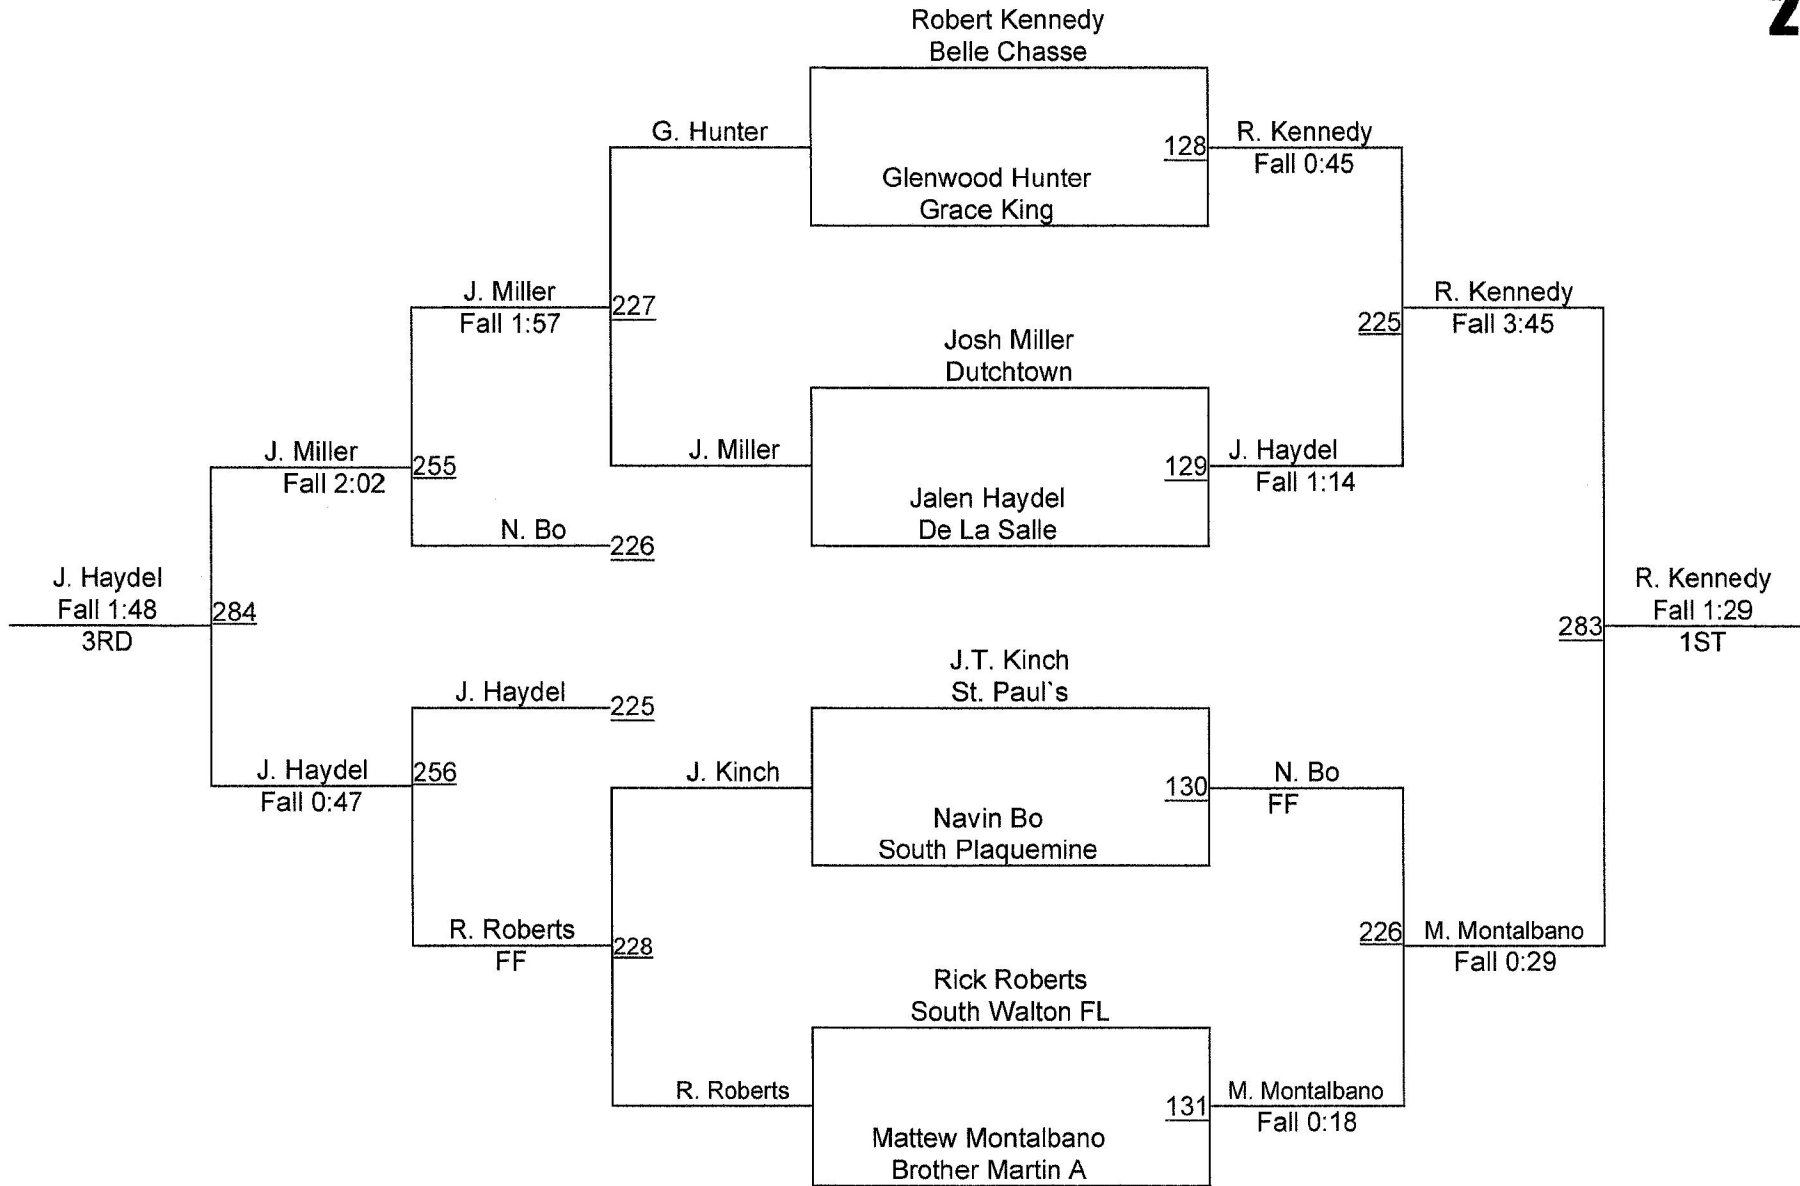 2
Robert Kennedy
Belle Chasse
G. Hunter
128
R. Kennedy
Fall 0:45
Glenwood Hunter
Grace King
J. Miller
Fall 1:57
227
R. Kennedy
Fall 3:45
225
Josh Miller
Dutchtown
J. Miller
Fall 2:02
255
J. Miller
129
J. Haydel
Fall 1:14
Jalen Haydel
De La Salle
N. Bo
226
J. Haydel
Fall 1:48
3RD
284
283
R. Kennedy
Fall 1:29
1ST
J.T. Kinch
St. Paul`s
J. Haydel
225
J. Haydel
Fall 0:47
256
J. Kinch
130
N. Bo
FF
Navin Bo
South Plaquemine
R. Roberts
FF
228
226
M. Montalbano
Fall 0:29
Rick Roberts
South Walton FL
R. Roberts
131
M. Montalbano
Fall 0:18
Mattew Montalbano
Brother Martin A